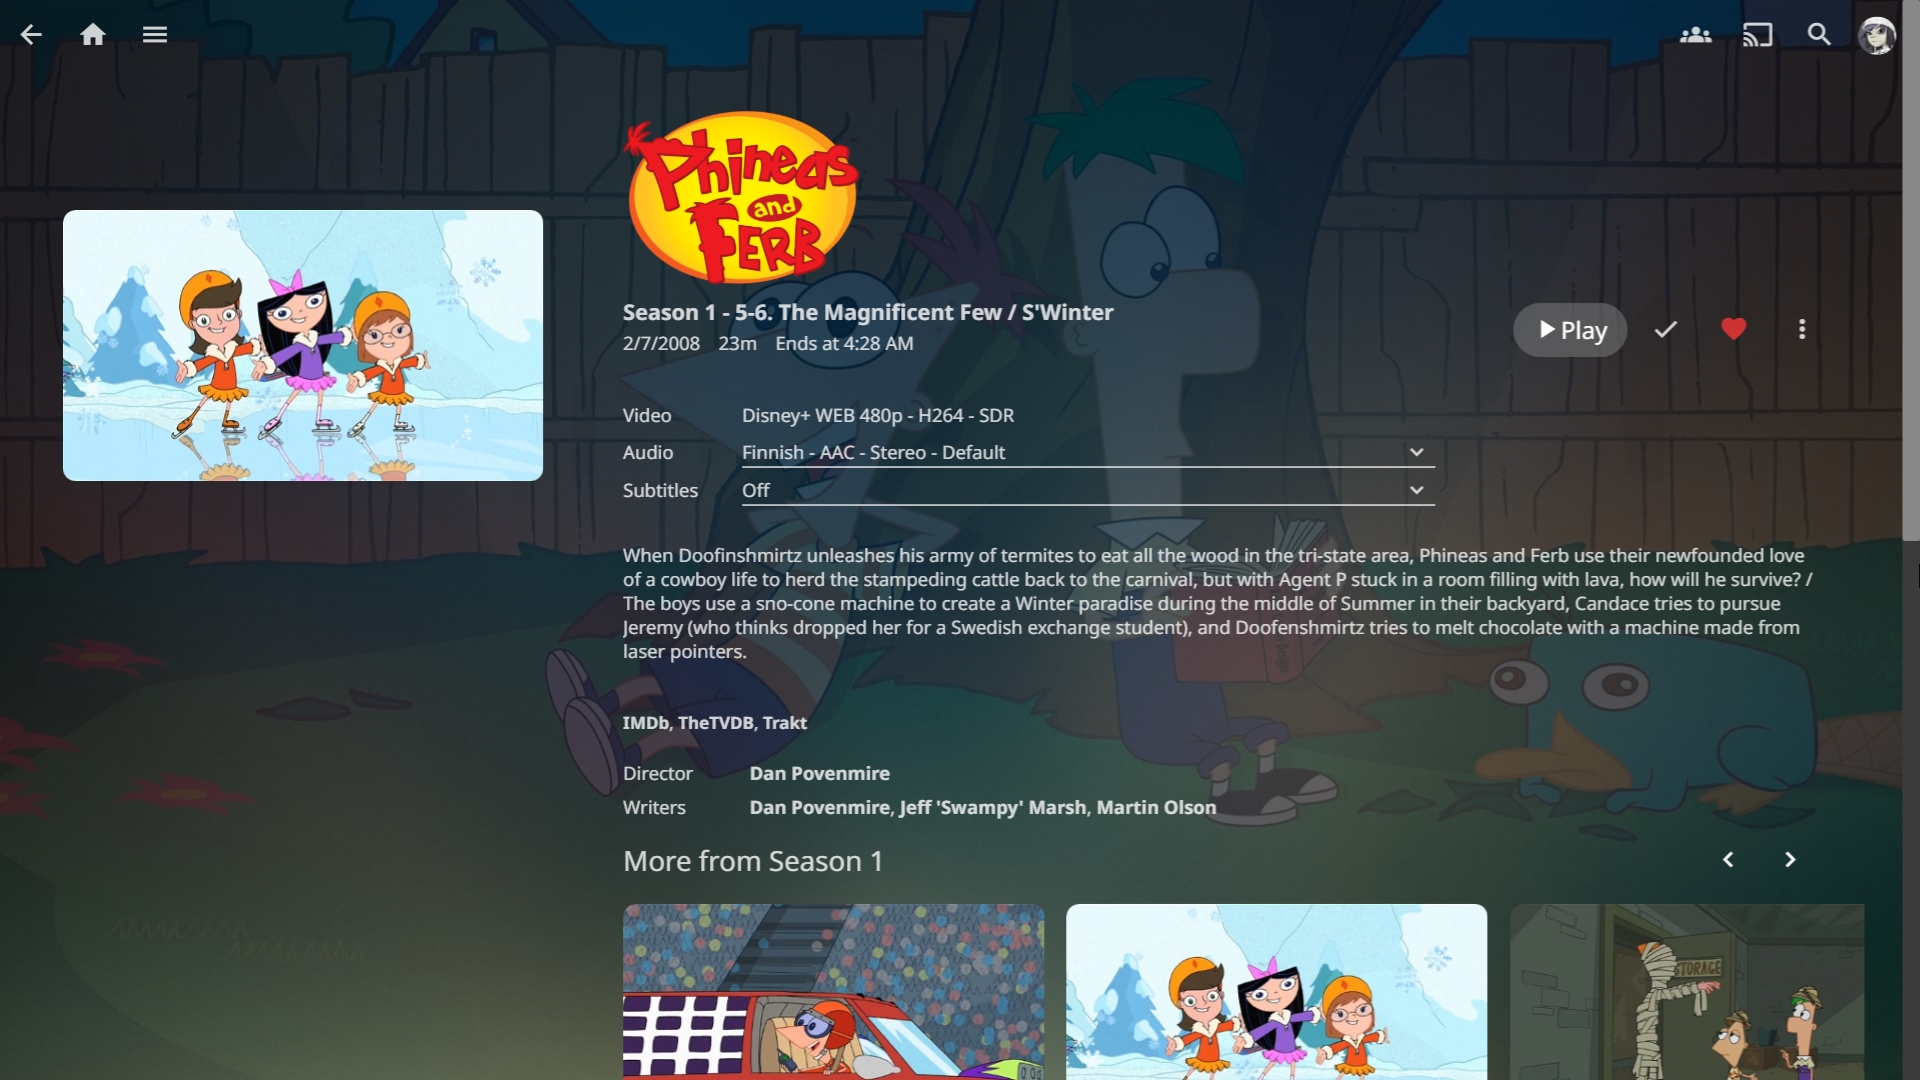 Phineas
and
Ferb
Season 1 - 5-6. The Magnificent Few / S'Winter
2/7/2008 23m Ends at 4:28 AM
Play
Video Disney+ WEB 480p - H264 - SDR
Audio Finnish - AAC - Stereo - Default
Subtitles Off
When Doofinshmirtz unleashes his army of termites to eat all the wood in the tri-state area, Phineas and Ferb use their newfounded love
of a cowboy life to herd the stampeding cattle back to the carnival, but with Agent P stuck in a room filling with lava, how will he survive? /
The boys use a sno-cone machine to create a Winter paradise during the middle of Summer in their backyard, Candace tries to pursue
Jeremy (who thinks dropped her for a Swedish exchange student), and Doofenshmirtz tries to melt chocolate with a machine made from
laser pointers.
IMDb, TheTVDB, Trakt
Director Dan Povenmire
Writers Dan Povenmire, Jeff 'Swampy' Marsh, Martin Olson
More from Season 1
STORAGE